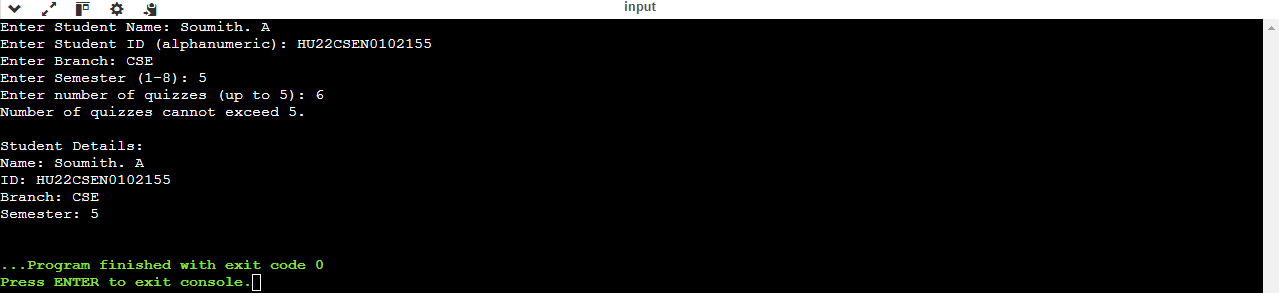 input
Enter Student Name: Soumith. A
Enter Student ID (alphanumeric): HU22CSEN0102155
Enter Branch: CSE
Enter Semester (1-8): 5
Enter number of quizzes (up to 5): 6
Number of quizzes cannot exceed 5.
Student Details:
Name: Soumith. A
ID: HU22CSEN0102155
Branch: CSE
Semester: 5
...Program finished with exit code 0
Press ENTER to exit console.